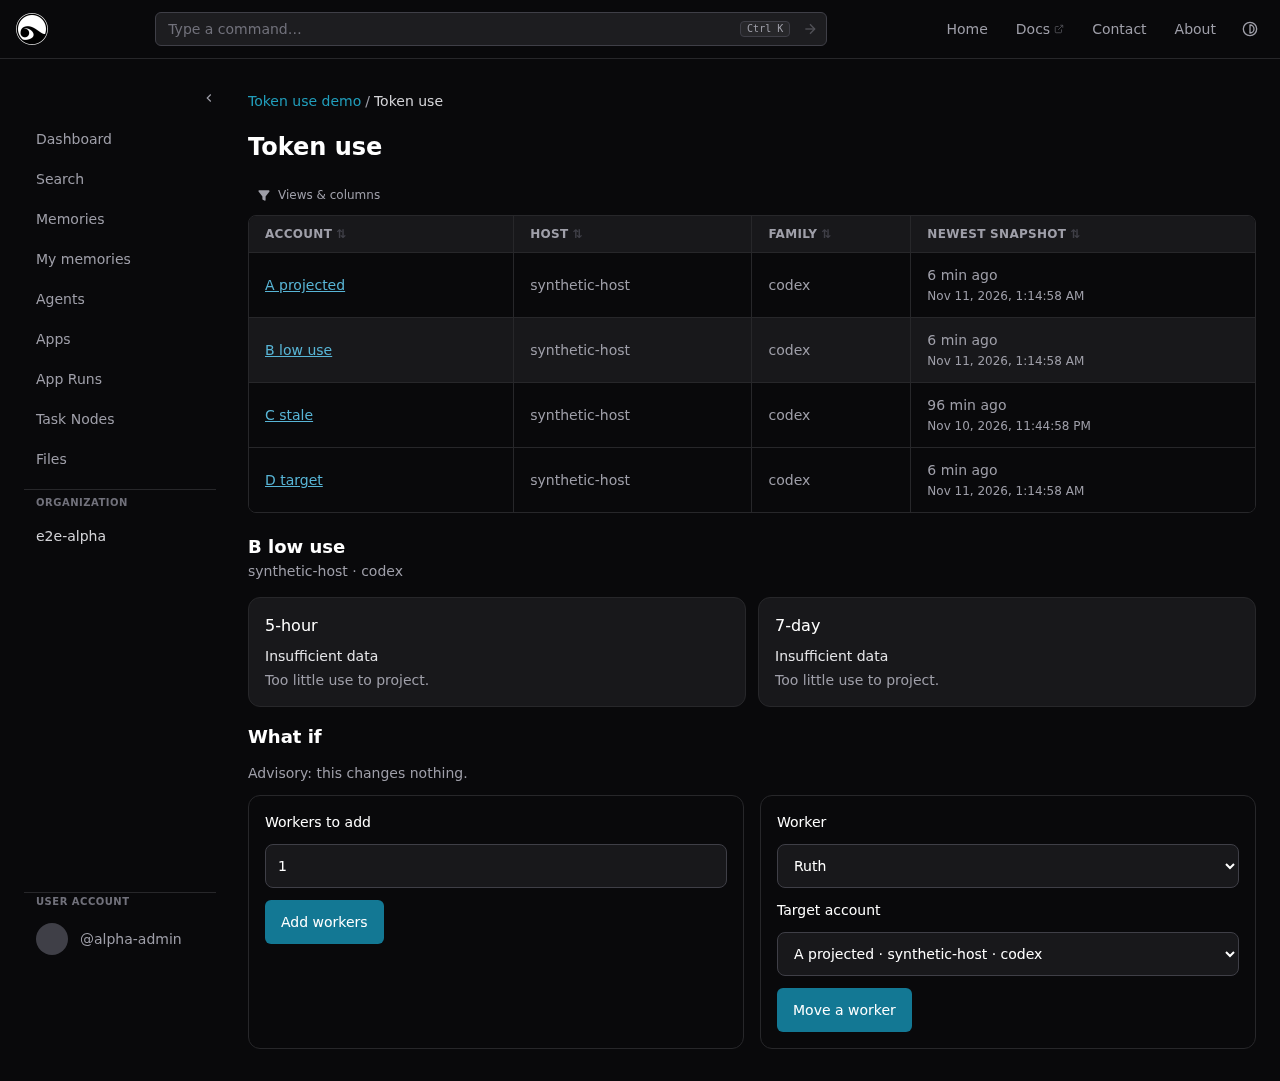 Type a command...
Ctrl K
Home
Docs
Contact
About
Token use demo / Token use
Dashboard
Search
Memories
My memories
Agents
Apps
App Runs
Task Nodes
Files
ORGANIZATION
e2e-alpha
USER ACCOUNT
@alpha-admin
Token use
Views & columns
ACCOUNT HOST FAMILY NEWEST SNAPSHOT
A projected synthetic-host codex 6 min ago
Nov 11, 2026, 1:14:58 AM
B low use synthetic-host codex 6 min ago
Nov 11, 2026, 1:14:58 AM
C stale synthetic-host codex 96 min ago
Nov 10, 2026, 11:44:58 PM
D target synthetic-host codex 6 min ago
Nov 11, 2026, 1:14:58 AM
B low use
synthetic-host · codex
5-hour
Insufficient data
Too little use to project.
7-day
Insufficient data
Too little use to project.
What if
Advisory: this changes nothing.
Workers to add
1
Add workers
Worker
Ruth
Target account
A projected · synthetic-host · codex
Move a worker